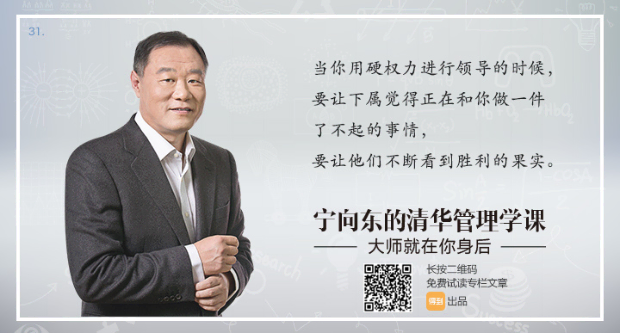 31.
当你用硬权力进行领导的时候，
要让下属觉得正在和你做一件
了不起的事情，
要让他们不断看到胜利的果实。
宁向东的清华管理学课
大师就在你身后
长按二维码
免费试读专栏文章
得到 出品